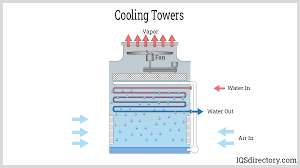 Cooling Towers
Vapor
Fan
Water In
Water Out
Air In
IQSdirectory.com